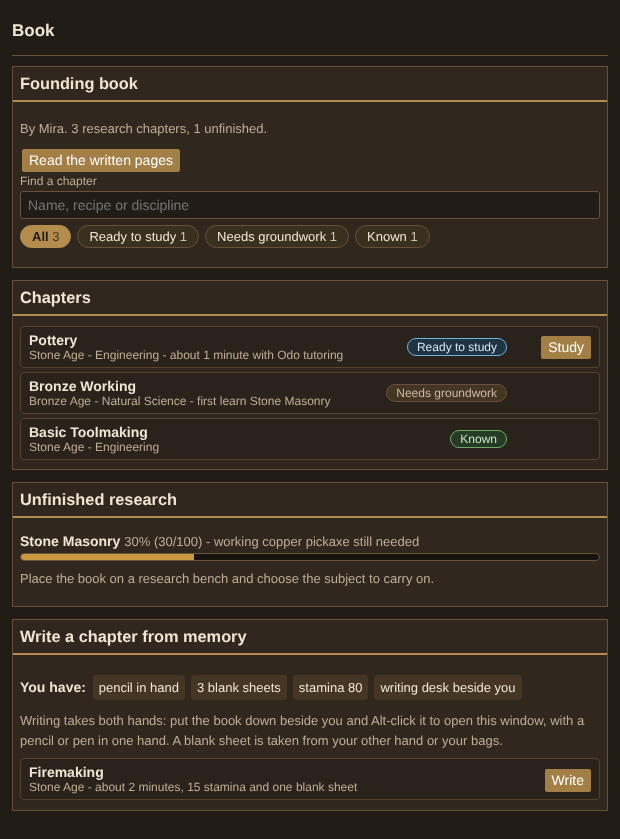 Book
Founding book
By Mira. 3 research chapters, 1 unfinished.
Read the written pages
Find a chapter
Name, recipe or discipline
All 3 Ready to study 1 Needs groundwork 1 Known 1
Chapters
Pottery
Stone Age - Engineering - about 1 minute with Odo tutoring
Ready to study
Study
Bronze Working
Bronze Age - Natural Science - first learn Stone Masonry
Needs groundwork
Basic Toolmaking
Stone Age - Engineering
Known
Unfinished research
Stone Masonry 30% (30/100) - working copper pickaxe still needed
Place the book on a research bench and choose the subject to carry on.
Write a chapter from memory
You have: pencil in hand 3 blank sheets stamina 80 writing desk beside you
Writing takes both hands: put the book down beside you and Alt-click it to open this window, with a
pencil or pen in one hand. A blank sheet is taken from your other hand or your bags.
Firemaking
Stone Age - about 2 minutes, 15 stamina and one blank sheet
Write